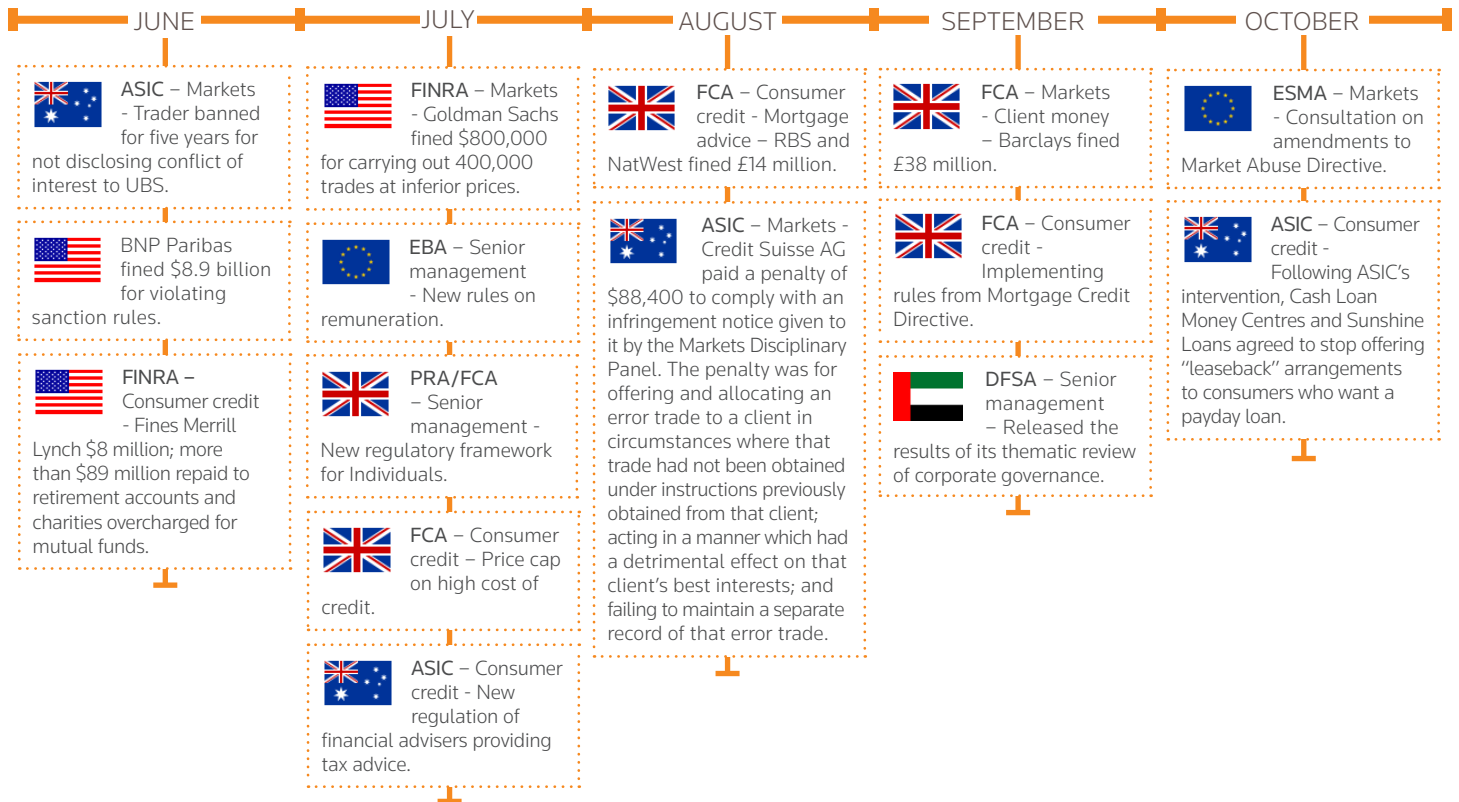 JUNE
ASIC – Markets
- Trader banned
for five years for
not disclosing conflict of
interest to UBS.
BNP Paribas
fined $8.9 billion
for violating
sanction rules.
FINRA –
Consumer credit
- Fines Merrill
Lynch $8 million; more
than $89 million repaid to
retirement accounts and
charities overcharged for
mutual funds.
JULY
FINRA – Markets
- Goldman Sachs
fined $800,000
for carrying out 400,000
trades at inferior prices.
EBA – Senior
management
- New rules on
remuneration.
PRA/FCA
– Senior
management -
New regulatory framework
for Individuals.
FCA – Consumer
credit – Price cap
on high cost of
credit.
ASIC – Consumer
credit - New
regulation of
financial advisers providing
tax advice.
AUGUST
FCA – Consumer
credit - Mortgage
advice – RBS and
NatWest fined £14 million.
ASIC – Markets -
Credit Suisse AG
paid a penalty of
$88,400 to comply with an
infringement notice given to
it by the Markets Disciplinary
Panel. The penalty was for
offering and allocating an
error trade to a client in
circumstances where that
trade had not been obtained
under instructions previously
obtained from that client;
acting in a manner which had
a detrimental effect on that
client’s best interests; and
failing to maintain a separate
record of that error trade.
SEPTEMBER
FCA – Markets
- Client money
– Barclays fined
£38 million.
FCA – Consumer
credit -
Implementing
rules from Mortgage Credit
Directive.
DFSA – Senior
management
– Released the
results of its thematic review
of corporate governance.
OCTOBER
ESMA – Markets
- Consultation on
amendments to
Market Abuse Directive.
ASIC – Consumer
credit -
Following ASIC’s
intervention, Cash Loan
Money Centres and Sunshine
Loans agreed to stop offering
“leaseback” arrangements
to consumers who want a
payday loan.